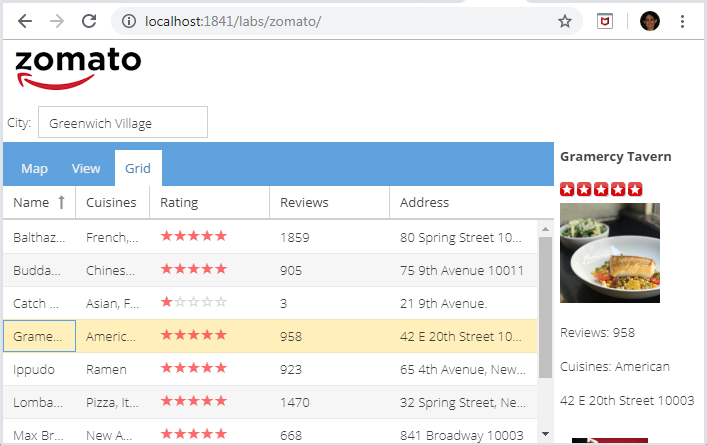 localhost:1841/labs/zomato/
zomato
City: Greenwich Village
Map View Grid
Name Cuisines Rating Reviews Address
Balthaz... French,... 1859 80 Spring Street 10...
Budda... Chines... 905 75 9th Avenue 10011
Catch ... Asian, F... 3 21 9th Avenue.
Grame... Americ... 958 42 E 20th Street 10...
Ippudo Ramen 923 65 4th Avenue, New...
Lomba... Pizza, It... 1470 32 Spring Street, Ne...
Max Br... New A... 668 841 Broadway 10003
Gramercy Tavern
Reviews: 958
Cuisines: American
42 E 20th Street 10003